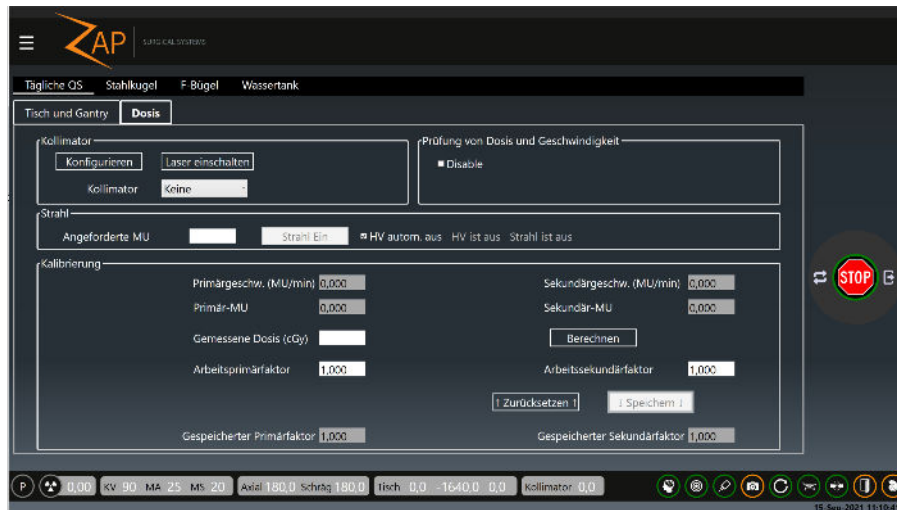 ZAP SURGICAL SYSTEMS
Tägliche QS Stahlkugel F-Bügel Wassertank
Tisch und Gantry Dosis
Kollimator Prüfung von Dosis und Geschwindigkeit
Konfigurieren Laser einschalten Disable
Kollimator Keine
Strahl
Angeforderte MU Strahl Ein HV autom. aus HV ist aus Strahl ist aus
Kalibrierung
Primärgeschw. (MU/min) 0,000 Sekundärgeschw. (MU/min) 0,000
Primär-MU 0,000 Sekundär-MU 0,000
Gemessene Dosis (cGy) Berechnen
Arbeitsprimärfaktor 1,000 Arbeitssekundärfaktor 1,000
↑ Zurücksetzen ↑ ↓ Speichern ↓
Gespeicherter Primärfaktor 1,000 Gespeicherter Sekundärfaktor 1,000
STOP
P 0,00 KV 90 MA 25 MS 20 Axial 180,0 Schräg 180,0 Tisch 0,0 -1640,0 0,0 Kollimator 0,0
15-Sep-2021